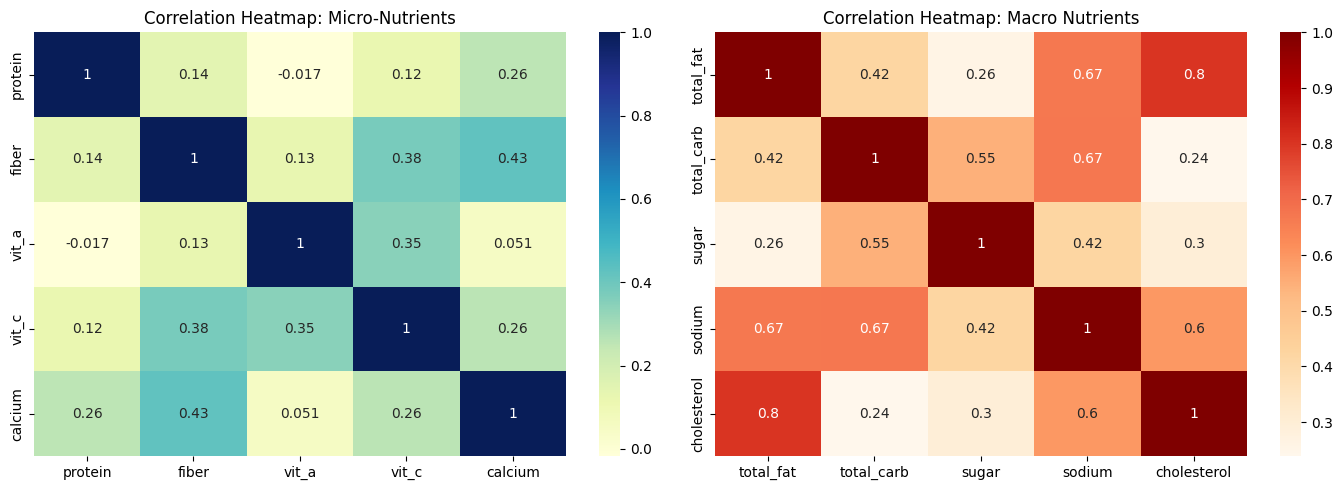 Correlation Heatmap: Micro-Nutrients
protein 1 0.14 -0.017 0.12 0.26
fiber 0.14 1 0.13 0.38 0.43
vit_a -0.017 0.13 1 0.35 0.051
vit_c 0.12 0.38 0.35 1 0.26
calcium 0.26 0.43 0.051 0.26 1
protein fiber vit_a vit_c calcium
1.0
0.8
0.6
0.4
0.2
0.0
Correlation Heatmap: Macro Nutrients
total_fat 1 0.42 0.26 0.67 0.8
total_carb 0.42 1 0.55 0.67 0.24
sugar 0.26 0.55 1 0.42 0.3
sodium 0.67 0.67 0.42 1 0.6
cholesterol 0.8 0.24 0.3 0.6 1
total_fat total_carb sugar sodium cholesterol
1.0
0.9
0.8
0.7
0.6
0.5
0.4
0.3